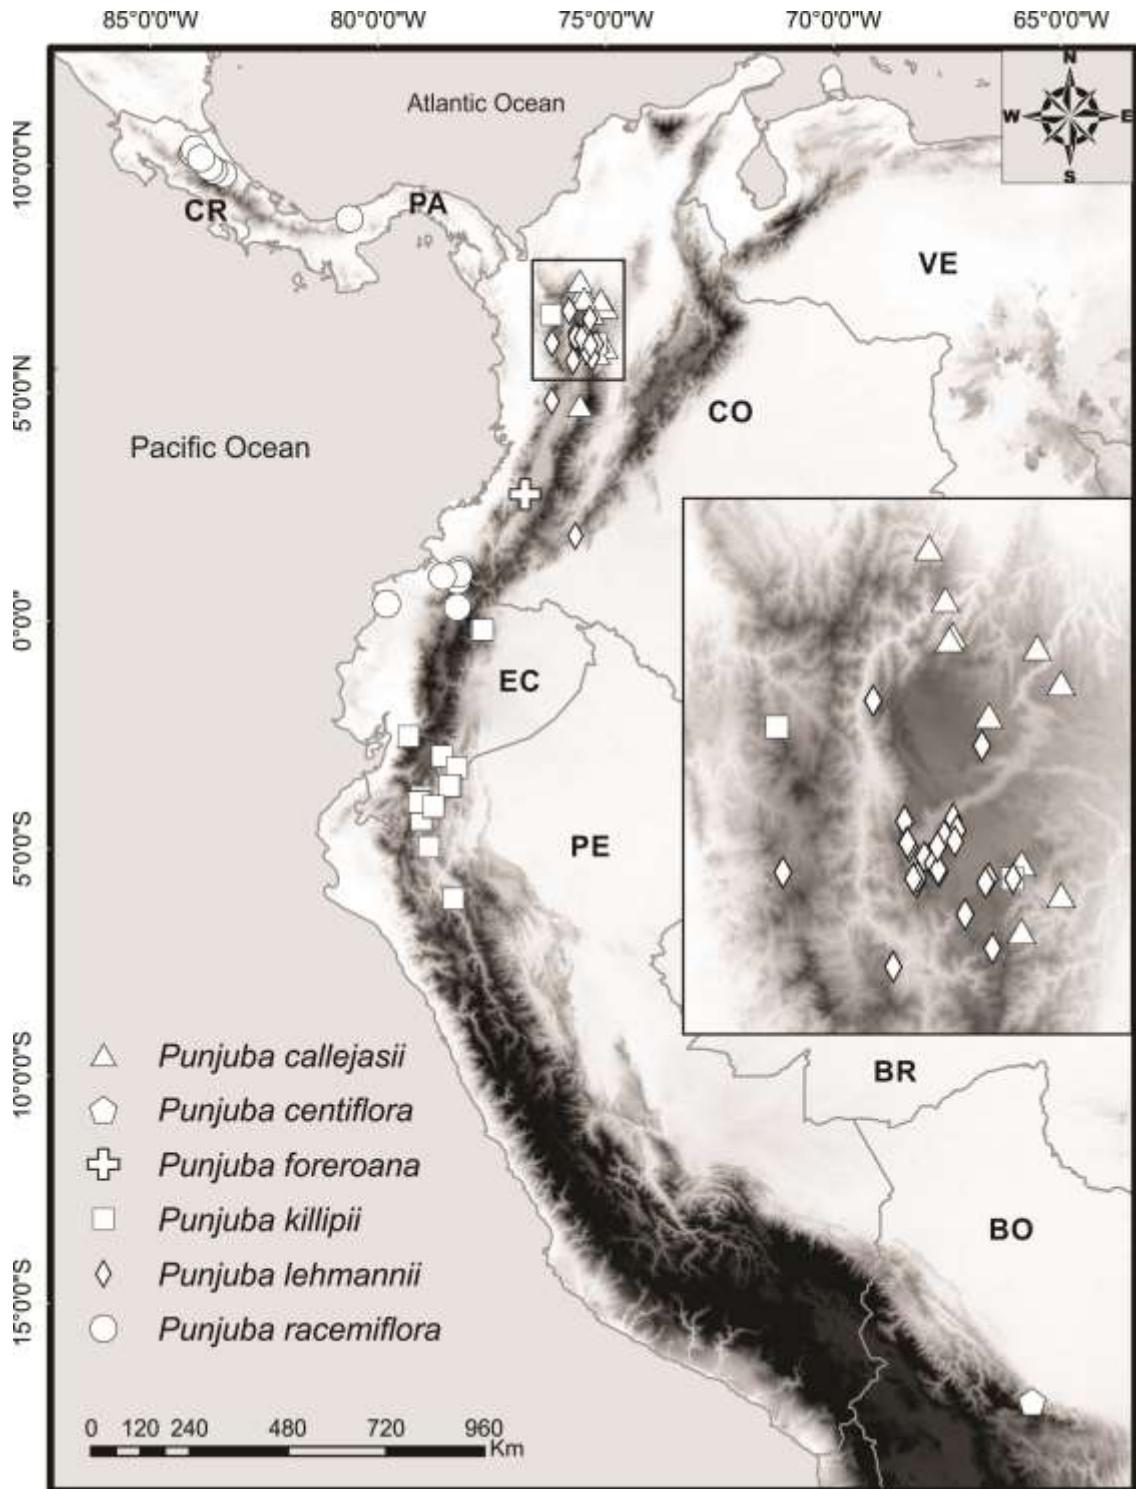 85°0'0"W 80°0'0"W 75°0'0"W 70°0'0"W 65°0'0"W
N
W E
S
Atlantic Ocean
10°0'0"N
CR PA
VE
5°0'0"N
CO
Pacific Ocean
0°0'0"
EC
5°0'0"S
PE
10°0'0"S
BR
BO
15°0'0"S
Punjuba callejasii
Punjuba centiflora
Punjuba foreroana
Punjuba killipii
Punjuba lehmannii
Punjuba racemiflora
0 120 240 480 720 960
Km